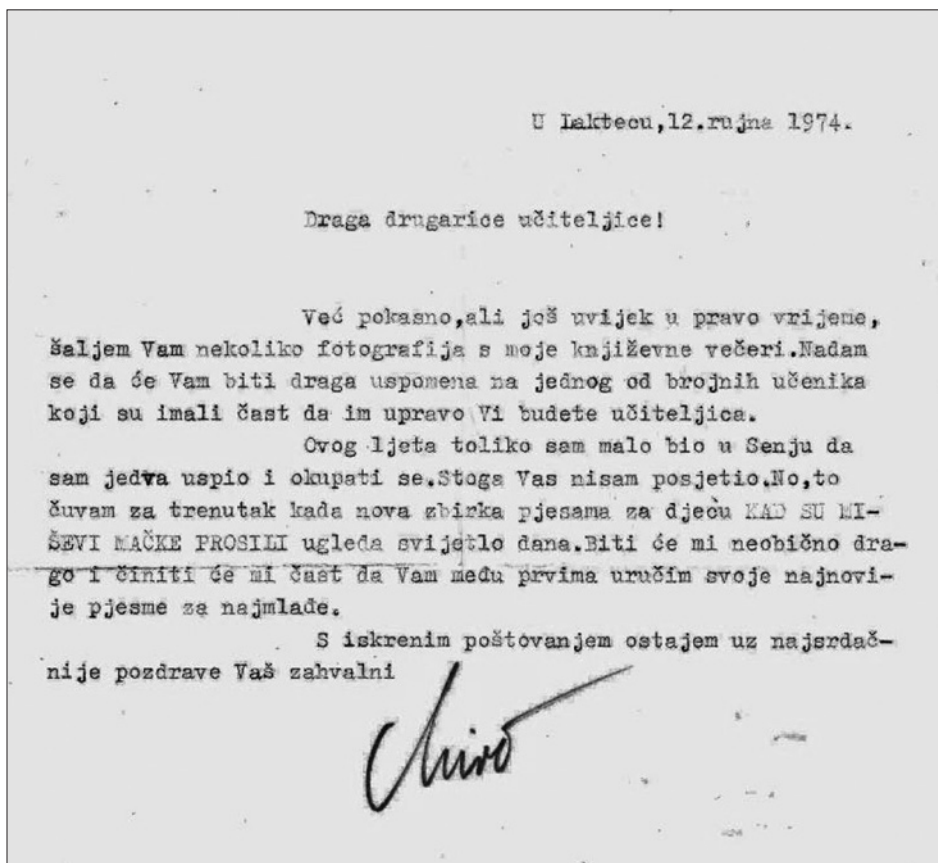 U Laktecu,12.rujna 1974.
Draga drugarice učiteljice!
Već pokasno,ali još uvijek u pravo vrijeme,
šaljem Vam nekoliko fotografija s moje književne večeri.Nadam
se da će Vam biti draga uspomena na jednog od brojnih učenika
koji su imali čast da im upravo Vi budete učiteljica.
Ovog ljeta toliko sam malo bio u Senju da
sam jedva uspio i okupati se.Stoga Vas nisam posjetio.No,to
čuvam za trenutak kada nova zbirka pjesama za djecu KAD SU MI-
ŠEVI MAČKE PROSILI ugleda svijetlo dana.Biti će mi neobično dra-
go i činiti će mi čast da Vam među prvima uručim svoje najnovi-
je pjesme za najmlađe.
S iskrenim poštovanjem ostajem uz najsrdač-
nije pozdrave Vaš zahvalni